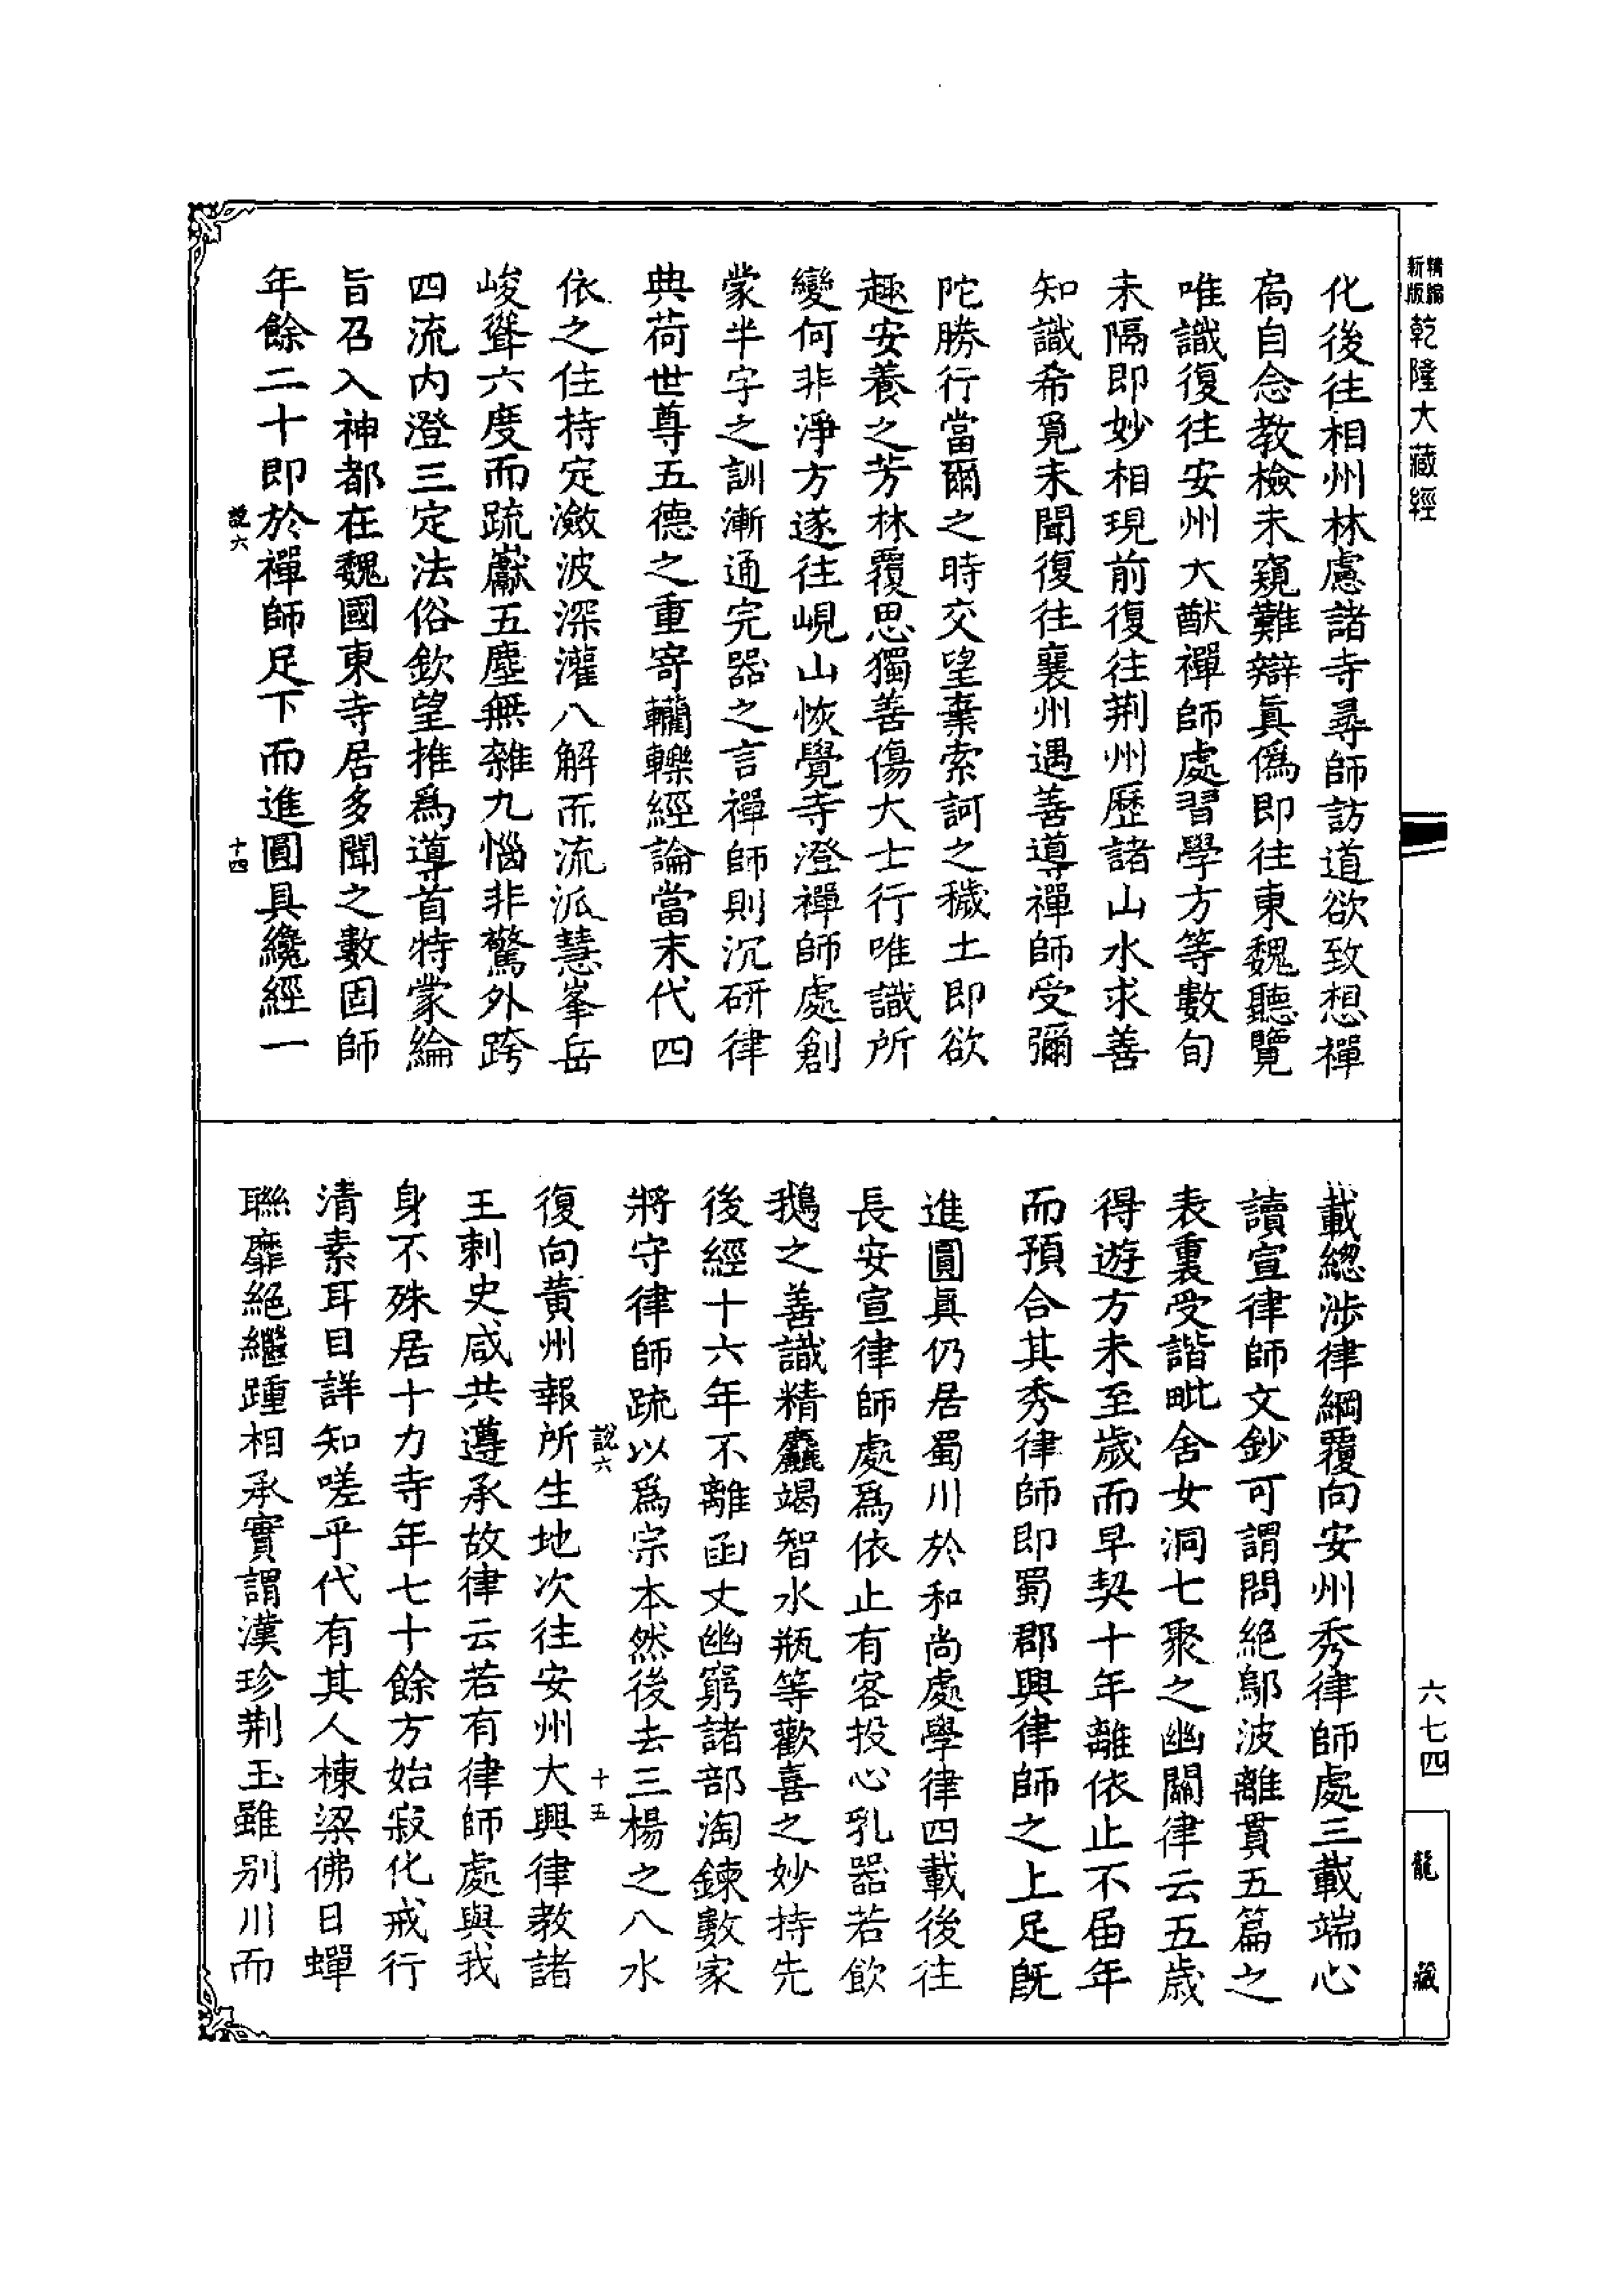 精編
新版
乾隆大藏經
化後往相州林慮諸寺尋師訪道欲致想禪
扃自念教檢未窺難辯眞僞即往東魏聽覽
唯識復往安州大猷禪師處習學方等數旬
未隔即妙相現前復往荆州歷諸山水求善
知識希覓未聞復往襄州遇善導禪師受彌
陀勝行當爾之時交望棄索訶之穢土即欲
趣安養之芳林覆思獨善傷大士行唯識所
變何非淨方遂往峴山恢覺寺澄禪師處創
蒙半字之訓漸通完器之言禪師則沉研律
典荷世尊五德之重寄轥轢經論當末代四
依之住持定瀲波深灌八解而流派慧峯岳
峻聳六度而疏巘五塵無雜九惱非驚外跨
四流内澄三定法俗欽望推爲導首特蒙綸
旨召入神都在魏國東寺居多聞之數固師
年餘二十即於禪師足下而進圓具纔經一
說六
十四
載總涉律綱覆向安州秀律師處三載端心
讀宣律師文鈔可謂問絕鄔波離貫五篇之
表裏受諧毗舍女洞七聚之幽關律云五歲
得遊方未至歲而早契十年離依止不届年
而預合其秀律師即蜀郡興律師之上足旣
進圓眞仍居蜀川於和尚處學律四載後往
長安宣律師處爲依止有客投心乳器若飲
鵝之善識精麤竭智水瓶等歡喜之妙持先
後經十六年不離函丈幽窮諸部淘鍊數家
將守律師疏以爲宗本然後去三楊之八水
說六
十五
復向黃州報所生地次往安州大興律教諸
王刺史咸共遵承故律云若有律師處與我
身不殊居十力寺年七十餘方始寂化戒行
清素耳目詳知嗟乎代有其人棟梁佛日蟬
聯靡絕繼踵相承實謂漢珍荆玉雖别川而
六七四
龍藏